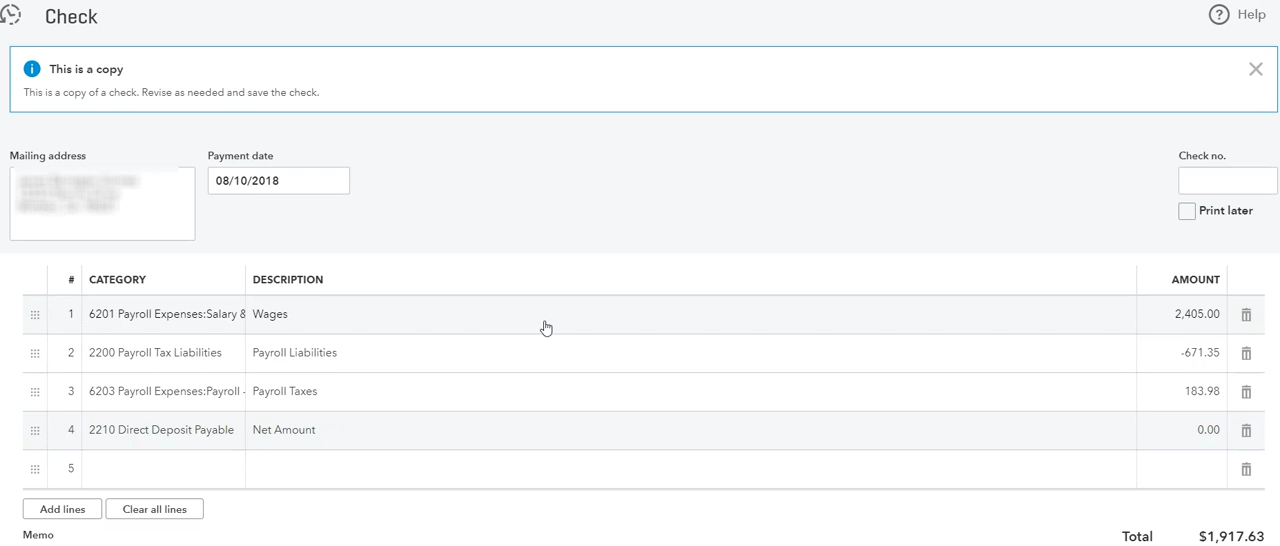 Check
Help
This is a copy
This is a copy of a check. Revise as needed and save the check.
Mailing address Payment date Check no.
08/10/2018
Print later
# CATEGORY DESCRIPTION AMOUNT
1 6201 Payroll Expenses:Salary & Wages 2,405.00
2 2200 Payroll Tax Liabilities Payroll Liabilities -671.35
3 6203 Payroll Expenses:Payroll - Payroll Taxes 183.98
4 2210 Direct Deposit Payable Net Amount 0.00
5
Add lines Clear all lines
Memo Total $1,917.63